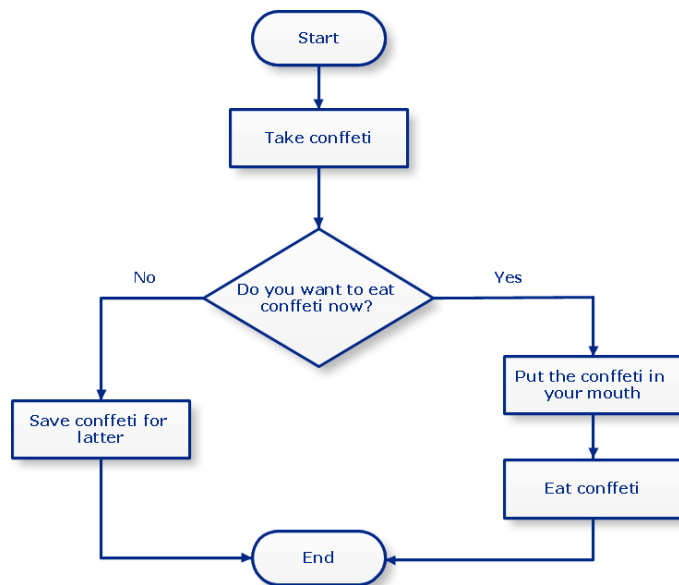 Start
Take conffeti
Do you want to eat
conffeti now?
No
Yes
Put the conffeti in
your mouth
Save conffeti for
latter
Eat conffeti
End